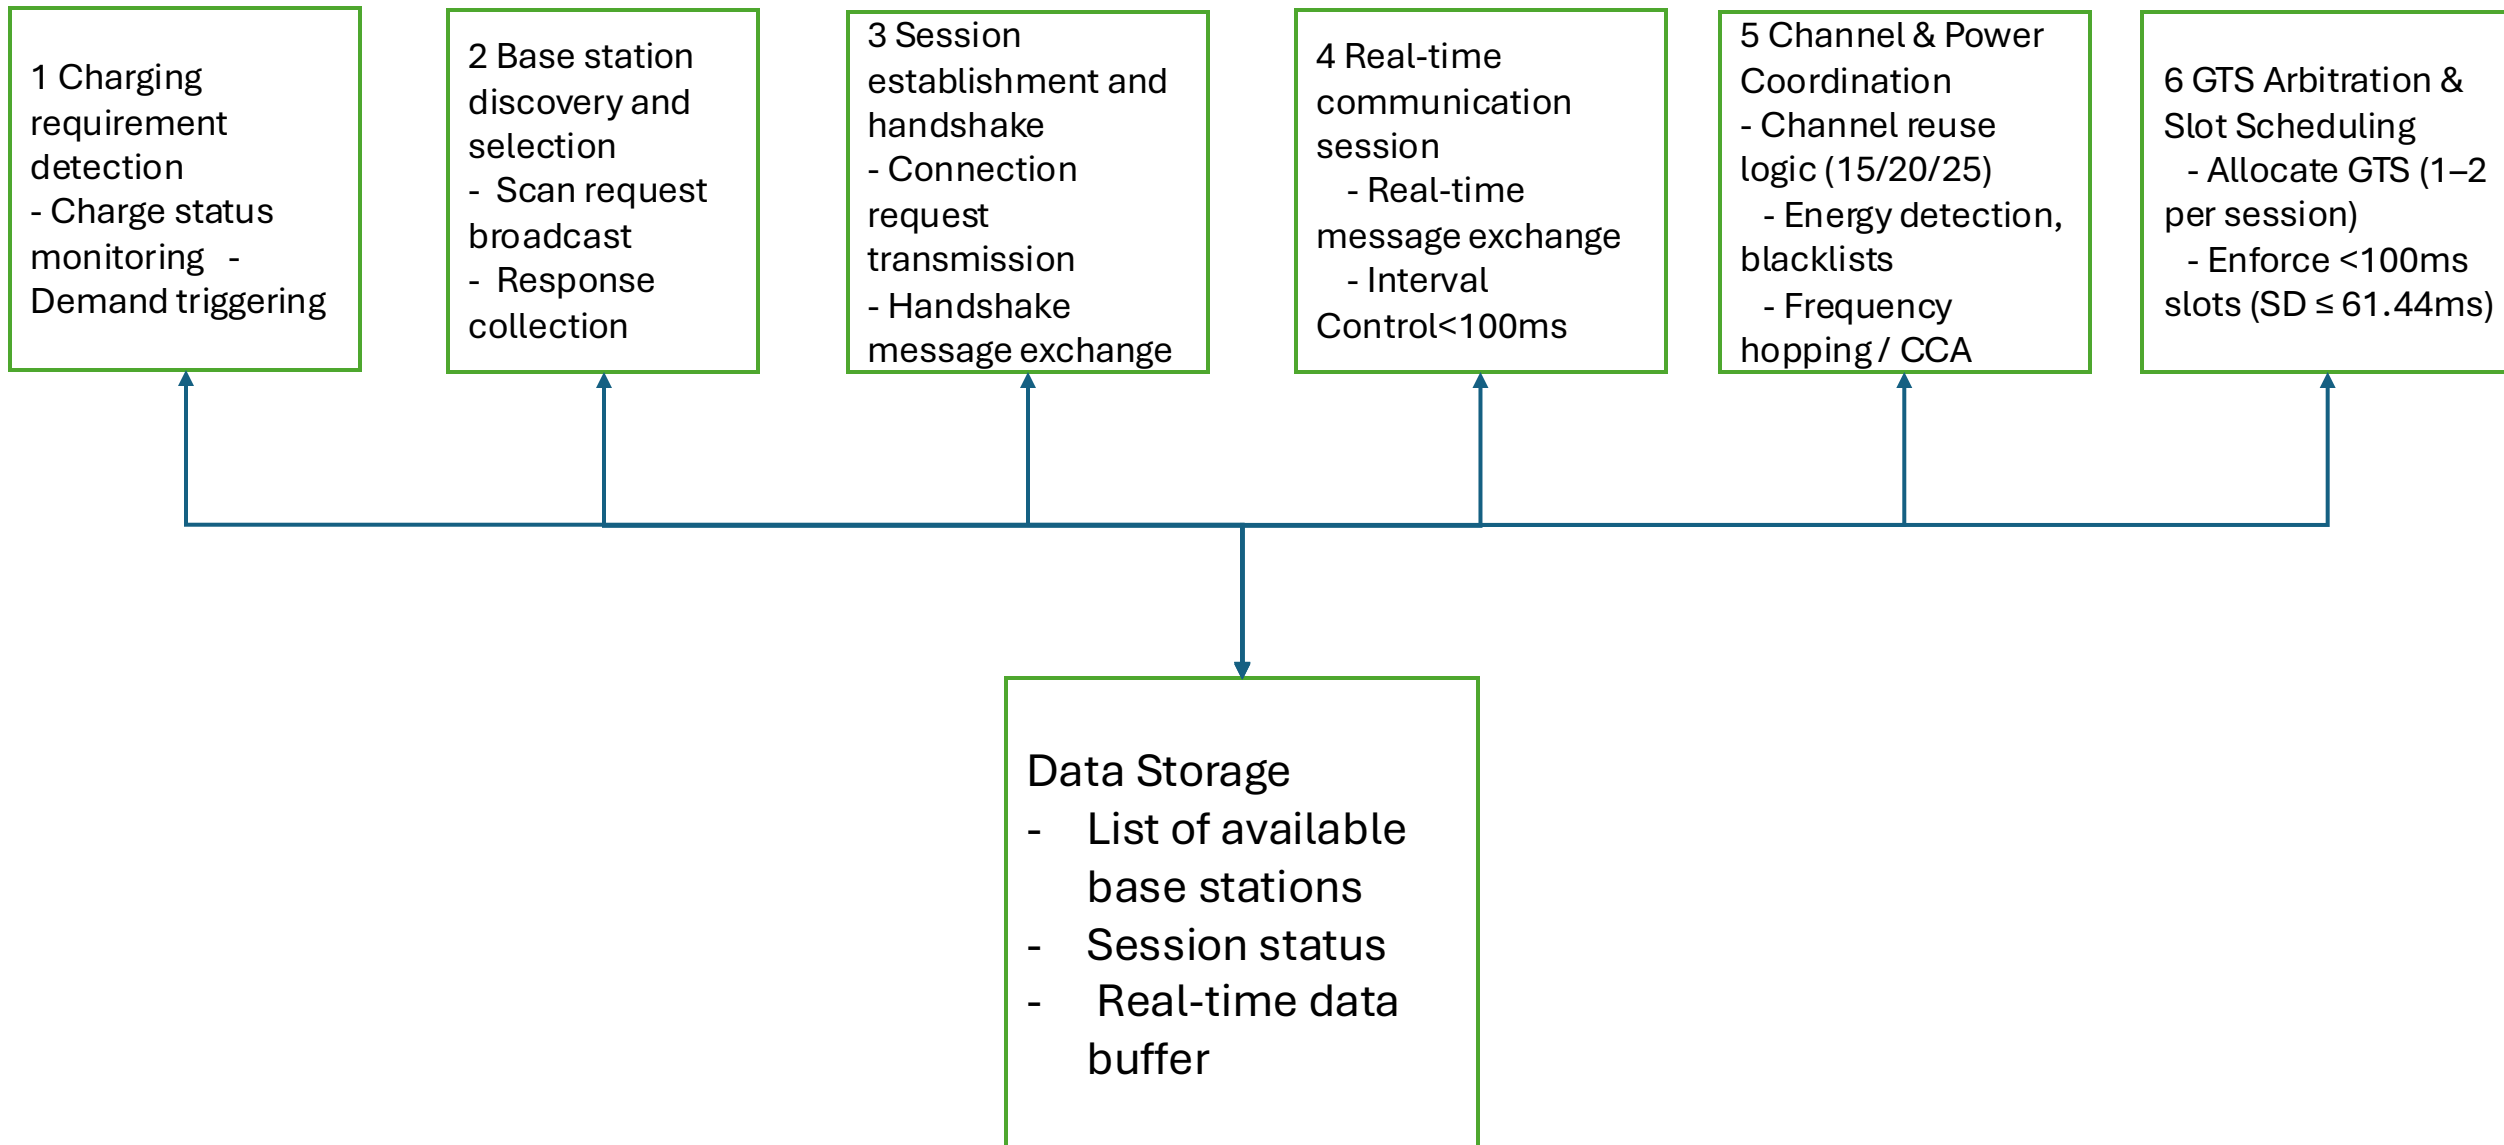 1 Charging
requirement
detection
- Charge status
monitoring   -
Demand triggering
2 Base station
discovery and
selection
-  Scan request
broadcast
-  Response
collection
3 Session
establishment and
handshake
- Connection
request
transmission
- Handshake
message exchange
4 Real-time
communication
session
- Real-time
message exchange
- Interval
Control<100ms
5 Channel & Power
Coordination
- Channel reuse
logic (15/20/25)
- Energy detection,
blacklists
- Frequency
hopping / CCA
6 GTS Arbitration &
Slot Scheduling
- Allocate GTS (1–2
per session)
- Enforce <100ms
slots (SD ≤ 61.44ms)
Data Storage
- List of available
base stations
- Session status
- Real-time data
buffer